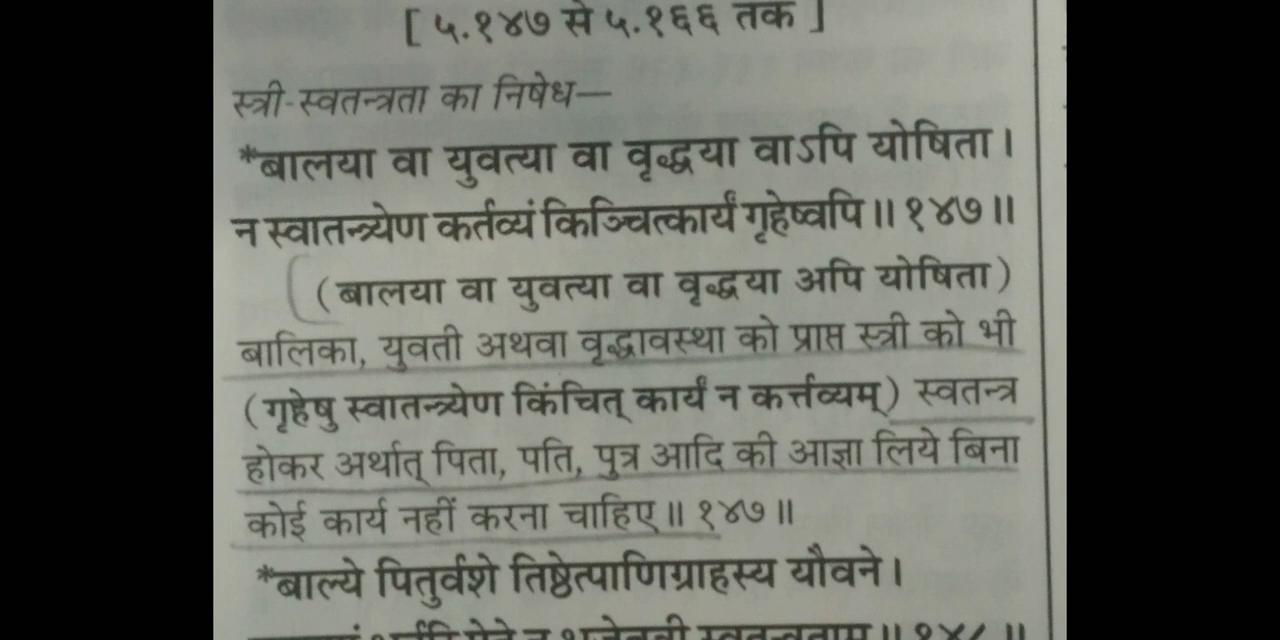 [ ५.१४७ से ५.१६६ तक ]
स्त्री-स्वतन्त्रता का निषेध—
*बालया वा युवत्या वा वृद्धया वाऽपि योषिता।
न स्वातन्त्र्येण कर्तव्यं किञ्चित्कार्यं गृहेष्वपि॥ १४७॥
(बालया वा युवत्या वा वृद्धया अपि योषिता)
बालिका, युवती अथवा वृद्धावस्था को प्राप्त स्त्री को भी
(गृहेषु स्वातन्त्र्येण किंचित् कार्यं न कर्त्तव्यम्) स्वतन्त्र
होकर अर्थात् पिता, पति, पुत्र आदि की आज्ञा लिये बिना
कोई कार्य नहीं करना चाहिए॥ १४७॥
*बाल्ये पितुर्वशे तिष्ठेत्पाणिग्राहस्य यौवने।